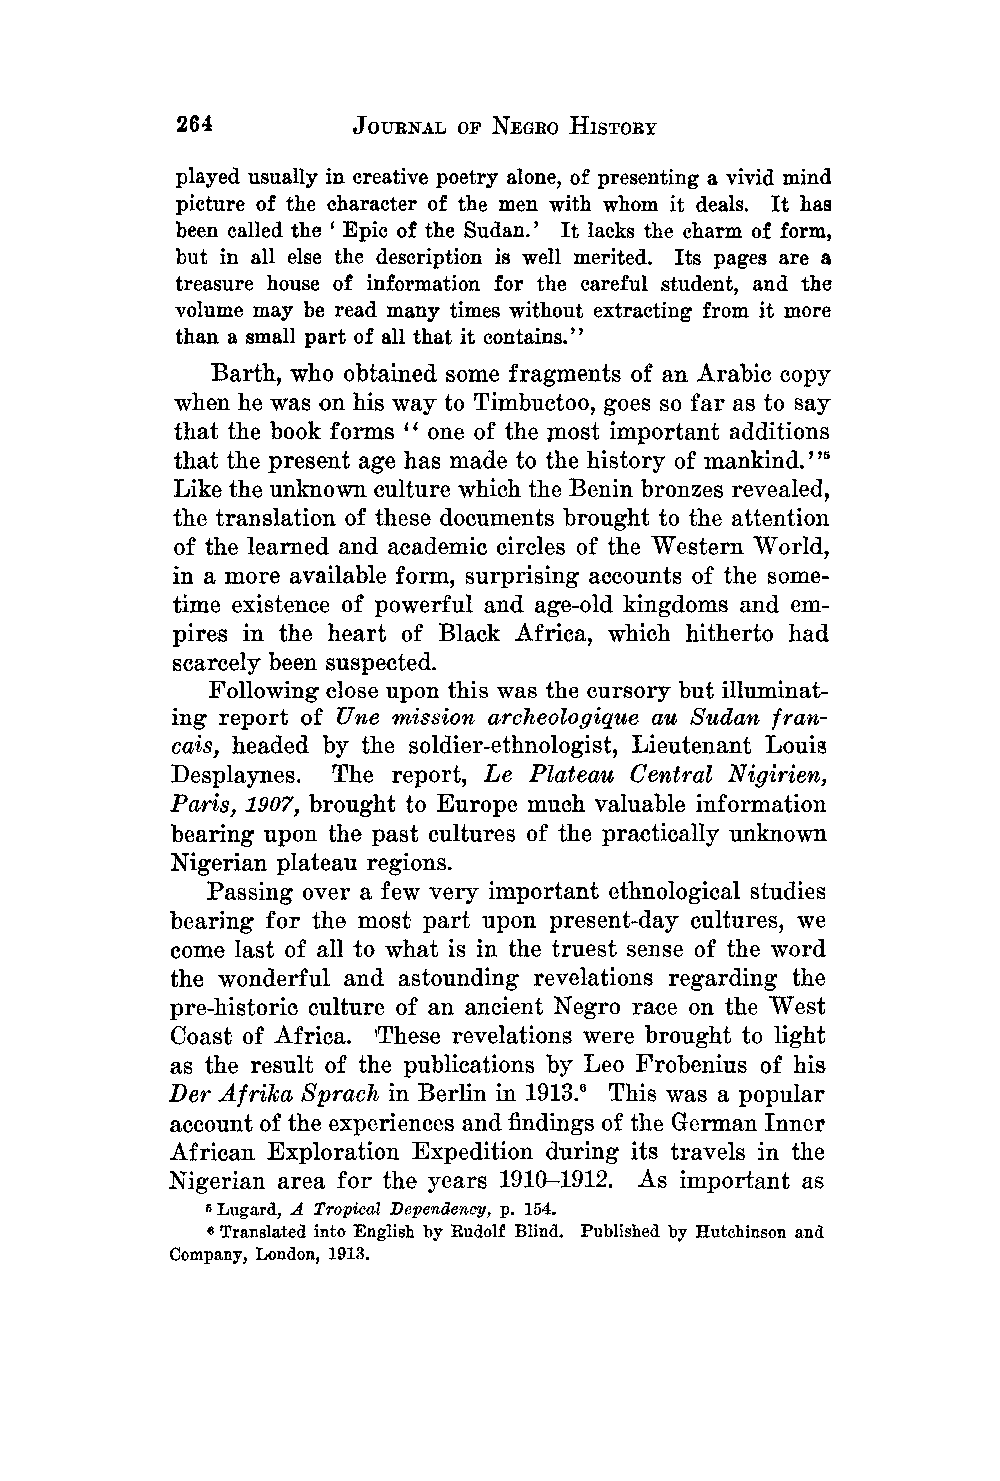 264 JOURNAL OF NEGRO HISTORY
played usually in creative poetry alone, of presenting a vivid mind
picture of the character of the men with whom it deals. It has
been called the ' Epic of the Sudan.' It lacks the charm of form,
but in all else the description is well merited. Its pages are a
treasure house of information for the careful student, and the
volume may be read many times without extracting from it more
than a small part of all that it contains.''
Barth, who obtained some fragments of an Arabic copy
when he was on his way to Timbuctoo, goes so far as to say
that the book forms '' one of the most important additions
that the present age has made to the history of mankind.''⁵
Like the unknown culture which the Benin bronzes revealed,
the translation of these documents brought to the attention
of the learned and academic circles of the Western World,
in a more available form, surprising accounts of the some-
time existence of powerful and age-old kingdoms and em-
pires in the heart of Black Africa, which hitherto had
scarcely been suspected.
Following close upon this was the cursory but illuminat-
ing report of Une mission archeologique au Sudan fran-
cais, headed by the soldier-ethnologist, Lieutenant Louis
Desplaynes. The report, Le Plateau Central Nigirien,
Paris, 1907, brought to Europe much valuable information
bearing upon the past cultures of the practically unknown
Nigerian plateau regions.
Passing over a few very important ethnological studies
bearing for the most part upon present-day cultures, we
come last of all to what is in the truest sense of the word
the wonderful and astounding revelations regarding the
pre-historic culture of an ancient Negro race on the West
Coast of Africa. These revelations were brought to light
as the result of the publications by Leo Frobenius of his
Der Afrika Sprach in Berlin in 1913.⁶ This was a popular
account of the experiences and findings of the German Inner
African Exploration Expedition during its travels in the
Nigerian area for the years 1910–1912. As important as
⁵ Lugard, A Tropical Dependency, p. 154.
⁶ Translated into English by Rudolf Blind. Published by Hutchinson and
Company, London, 1913.